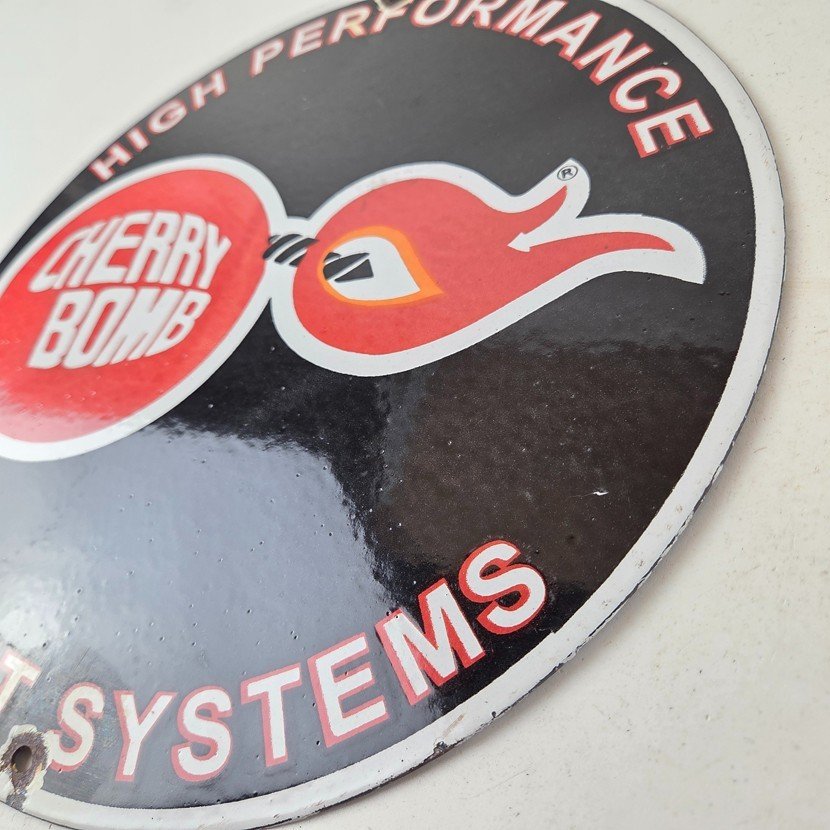 HIGH PERFORMANCE
CHERRY
BOMB
®
T SYSTEMS